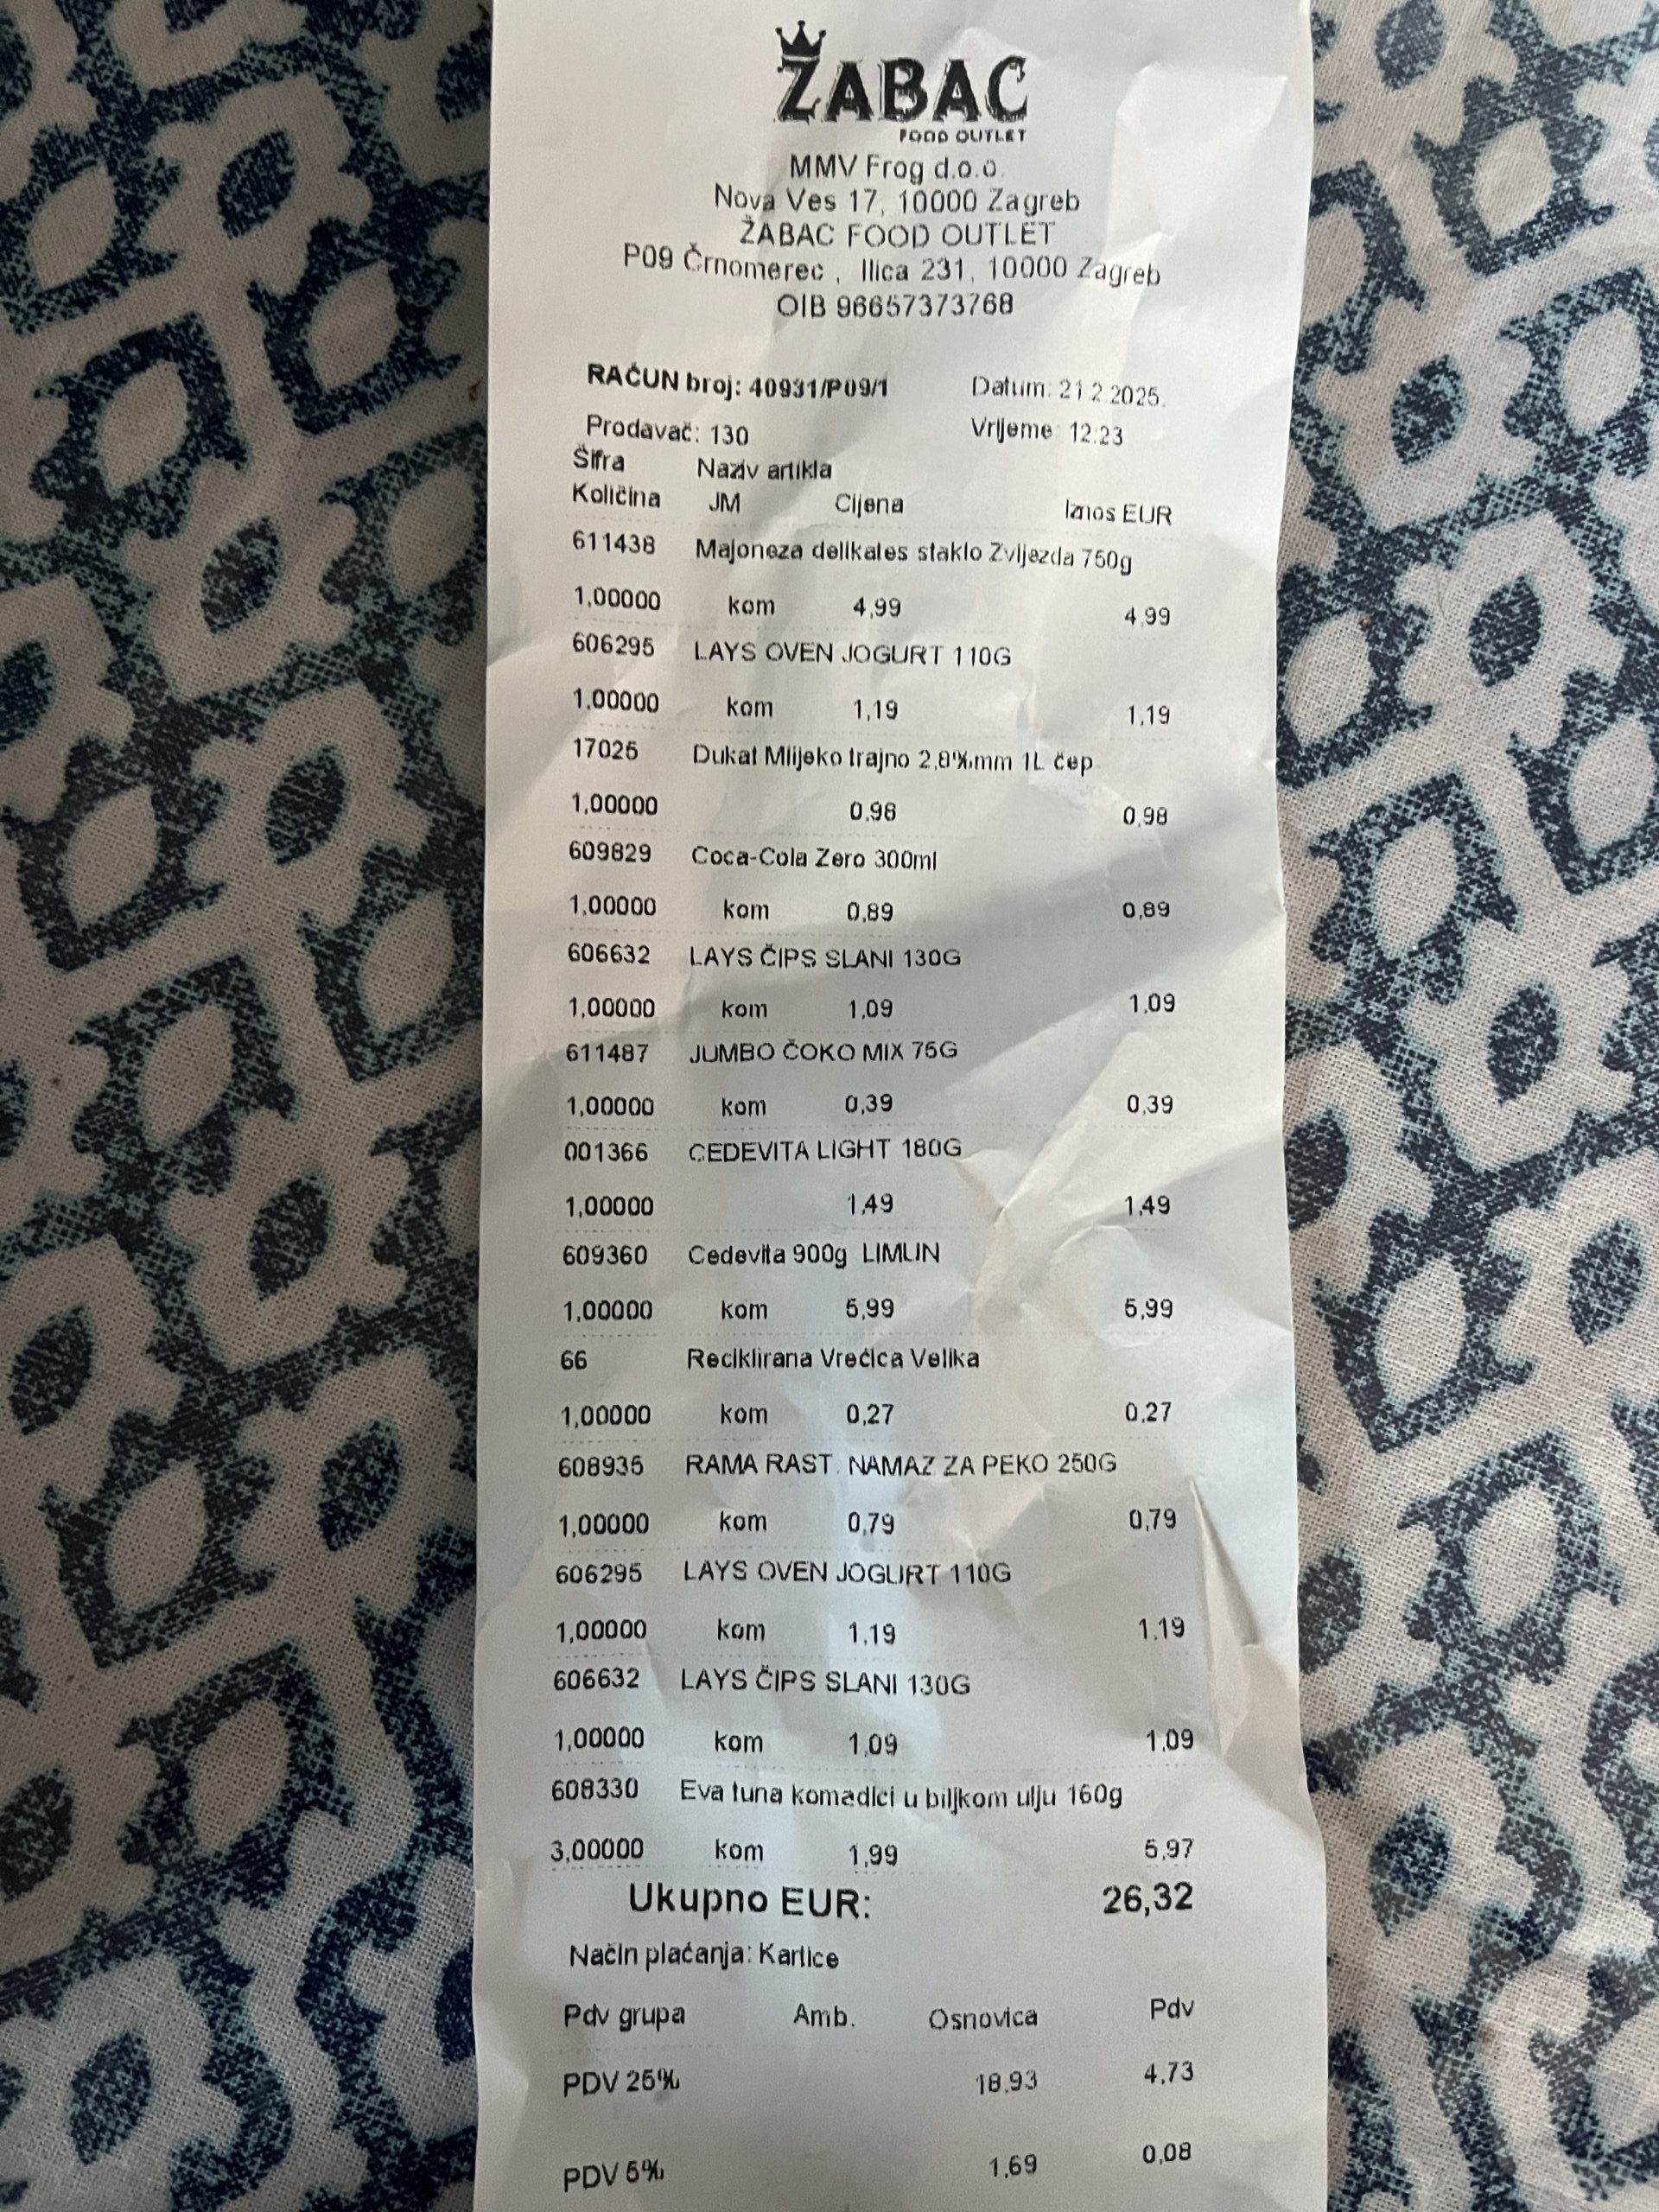 ŽABAC
FOOD OUTLET
MMV Frog d.o.o.
Nova Ves 17, 10000 Zagreb
ŽABAC FOOD OUTLET
P09 Črnomerec , Ilica 231, 10000 Zagreb
OIB 96657373768
RAČUN broj: 40931/P09/1 Datum: 21.2.2025.
Prodavač: 130 Vrijeme: 12:23
Šifra Naziv artikla
Količina JM Cijena Iznos EUR
611438 Majoneza delikates staklo Zvijezda 750g
1,00000 kom 4,99 4,99
606295 LAYS OVEN JOGURT 110G
1,00000 kom 1,19 1,19
17025 Dukat Mlijeko trajno 2,8%mm 1L čep
1,00000 0,98 0,98
609829 Coca-Cola Zero 300ml
1,00000 kom 0,89 0,89
606632 LAYS ČIPS SLANI 130G
1,00000 kom 1,09 1,09
611487 JUMBO ČOKO MIX 75G
1,00000 kom 0,39 0,39
001366 CEDEVITA LIGHT 180G
1,00000 1,49 1,49
609360 Cedevita 900g LIMUN
1,00000 kom 5,99 5,99
66 Reciklirana Vrećica Velika
1,00000 kom 0,27 0,27
608935 RAMA RAST. NAMAZ ZA PEKO 250G
1,00000 kom 0,79 0,79
606295 LAYS OVEN JOGURT 110G
1,00000 kom 1,19 1,19
606632 LAYS ČIPS SLANI 130G
1,00000 kom 1,09 1,09
608330 Eva tuna komadići u biljkom ulju 160g
3,00000 kom 1,99 5,97
Ukupno EUR: 26,32
Način plaćanja: Kartice
Pdv grupa Amb. Osnovica Pdv
PDV 25% 18,93 4,73
PDV 5% 1,69 0,08